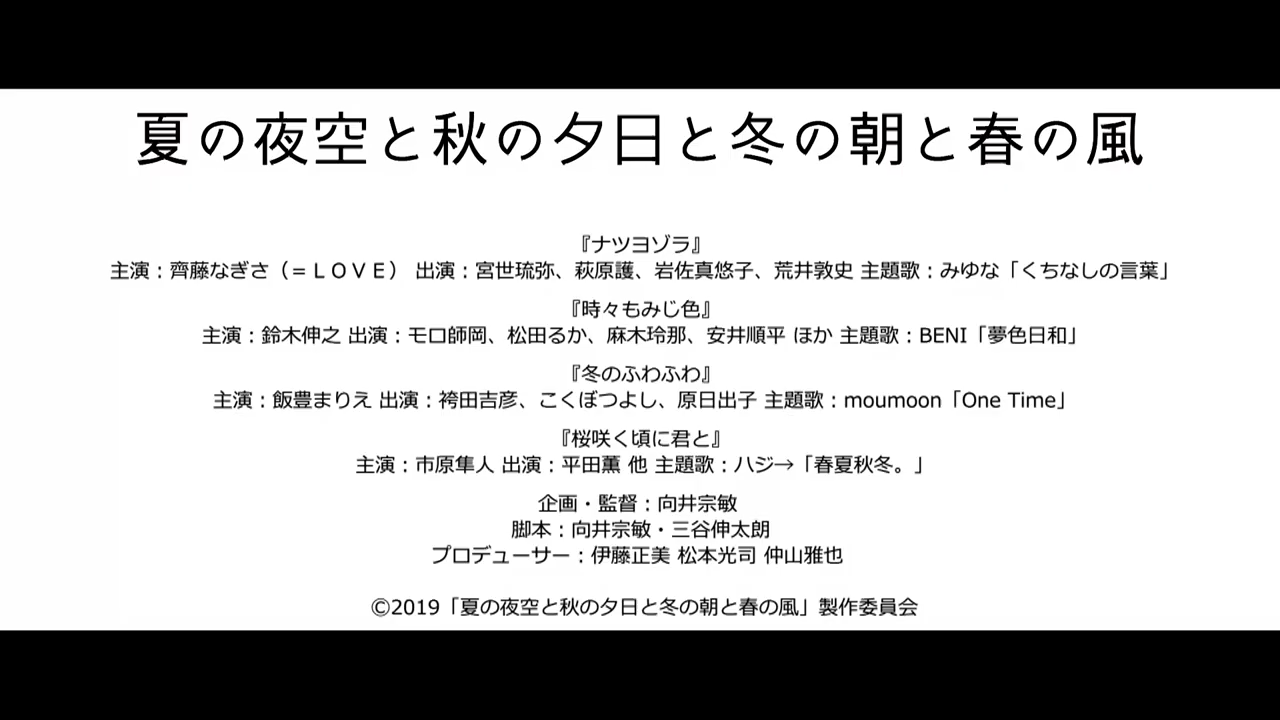 夏の夜空と秋の夕日と冬の朝と春の風
『ナツヨゾラ』
主演：齊藤なぎさ（＝ＬＯＶＥ） 出演：宮世琉弥、萩原護、岩佐真悠子、荒井敦史 主題歌：みゆな「くちなしの言葉」
『時々もみじ色』
主演：鈴木伸之 出演：モロ師岡、松田るか、麻木玲那、安井順平 ほか 主題歌：BENI「夢色日和」
『冬のふわふわ』
主演：飯豊まりえ 出演：袴田吉彦、こくぼつよし、原日出子 主題歌：moumoon「One Time」
『桜咲く頃に君と』
主演：市原隼人 出演：平田薫 他 主題歌：ハジ→「春夏秋冬。」
企画・監督：向井宗敏
脚本：向井宗敏・三谷伸太朗
プロデューサー：伊藤正美 松本光司 仲山雅也
©2019「夏の夜空と秋の夕日と冬の朝と春の風」製作委員会